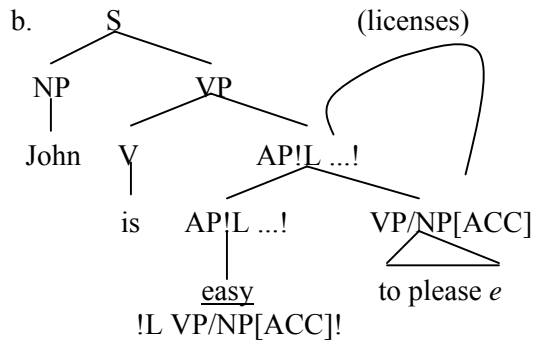 b. S (licenses)
NP VP
John V AP!L ...!
is AP!L ...! VP/NP[ACC]
easy to please e
!L VP/NP[ACC]!